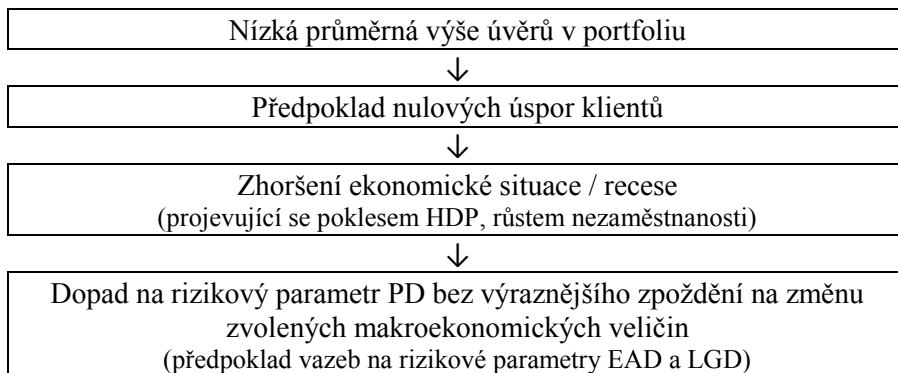 Nízká průměrná výše úvěrů v portfoliu
↓
Předpoklad nulových úspor klientů
↓
Zhoršení ekonomické situace / recese
(projevující se poklesem HDP, růstem nezaměstnanosti)
↓
Dopad na rizikový parametr PD bez výraznějšího zpoždění na změnu
zvolených makroekonomických veličin
(předpoklad vazeb na rizikové parametry EAD a LGD)